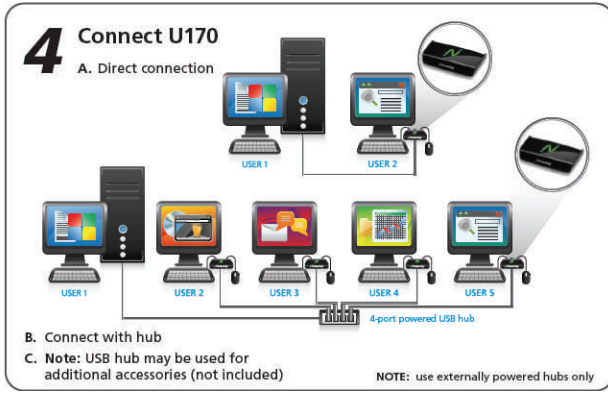 4 Connect U170
A. Direct connection
USER 1
USER 2
USER 1
USER 2
USER 3
USER 4
USER 5
4-port powered USB hub
B. Connect with hub
C. Note: USB hub may be used for
additional accessories (not included)
NOTE: use externally powered hubs only